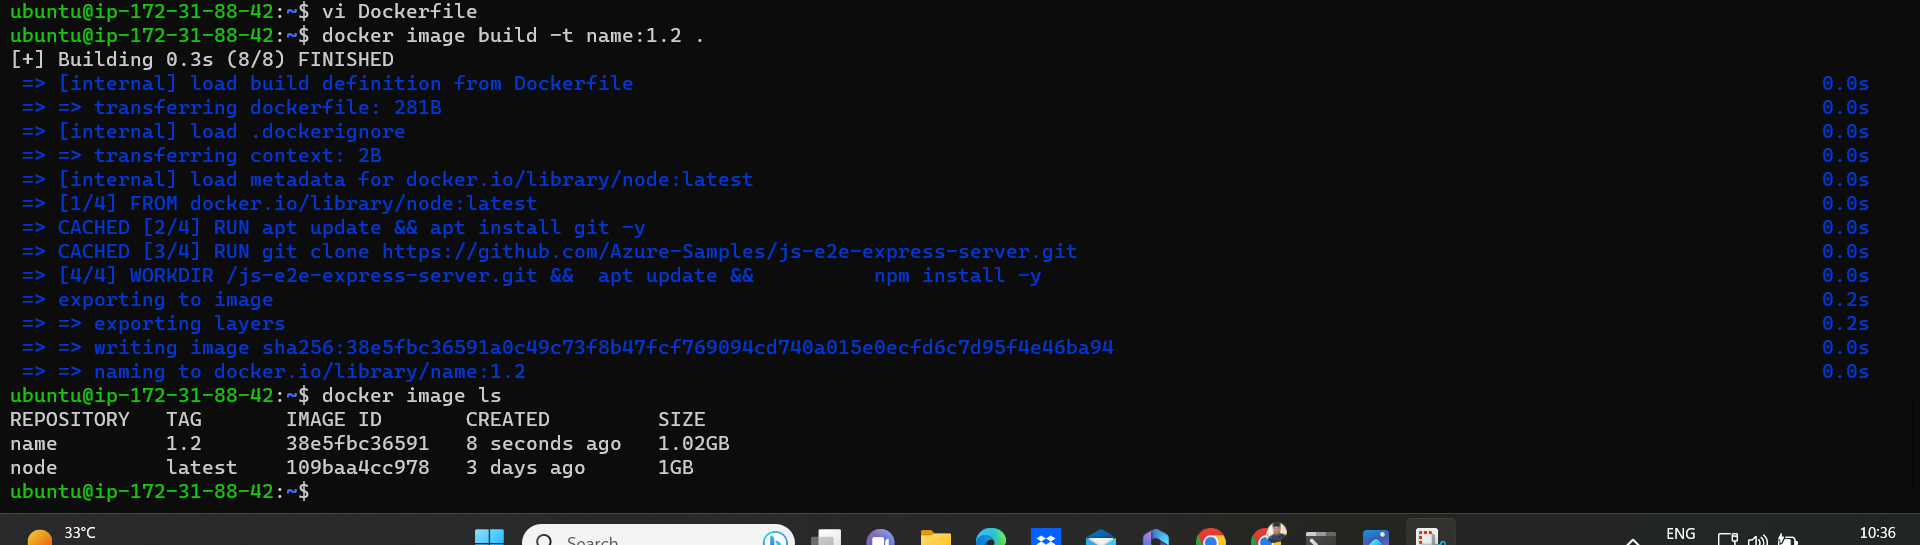 ubuntu@ip-172-31-88-42:~$ vi Dockerfile
ubuntu@ip-172-31-88-42:~$ docker image build -t name:1.2 .
[+] Building 0.3s (8/8) FINISHED
=> [internal] load build definition from Dockerfile 0.0s
=> => transferring dockerfile: 281B 0.0s
=> [internal] load .dockerignore 0.0s
=> => transferring context: 2B 0.0s
=> [internal] load metadata for docker.io/library/node:latest 0.0s
=> [1/4] FROM docker.io/library/node:latest 0.0s
=> CACHED [2/4] RUN apt update && apt install git -y 0.0s
=> CACHED [3/4] RUN git clone https://github.com/Azure-Samples/js-e2e-express-server.git 0.0s
=> [4/4] WORKDIR /js-e2e-express-server.git &&  apt update &&          npm install -y 0.0s
=> exporting to image 0.2s
=> => exporting layers 0.2s
=> => writing image sha256:38e5fbc36591a0c49c73f8b47fcf769094cd740a015e0ecfd6c7d95f4e46ba94 0.0s
=> => naming to docker.io/library/name:1.2 0.0s
ubuntu@ip-172-31-88-42:~$ docker image ls
REPOSITORY   TAG       IMAGE ID       CREATED         SIZE
name         1.2       38e5fbc36591   8 seconds ago   1.02GB
node         latest    109baa4cc978   3 days ago      1GB
ubuntu@ip-172-31-88-42:~$
33°C
Search
ENG
10:36